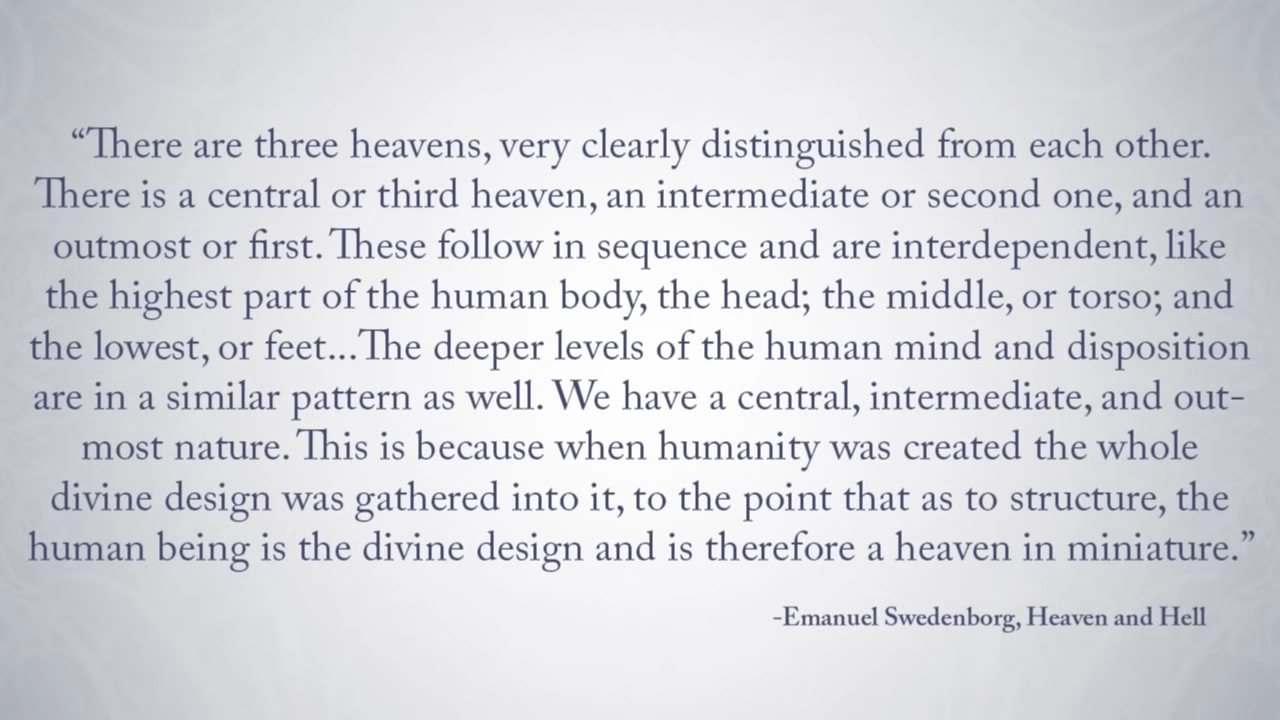 “There are three heavens, very clearly distinguished from each other.
There is a central or third heaven, an intermediate or second one, and an
outmost or first. These follow in sequence and are interdependent, like
the highest part of the human body, the head; the middle, or torso; and
the lowest, or feet...The deeper levels of the human mind and disposition
are in a similar pattern as well. We have a central, intermediate, and out-
most nature. This is because when humanity was created the whole
divine design was gathered into it, to the point that as to structure, the
human being is the divine design and is therefore a heaven in miniature.”
-Emanuel Swedenborg, Heaven and Hell